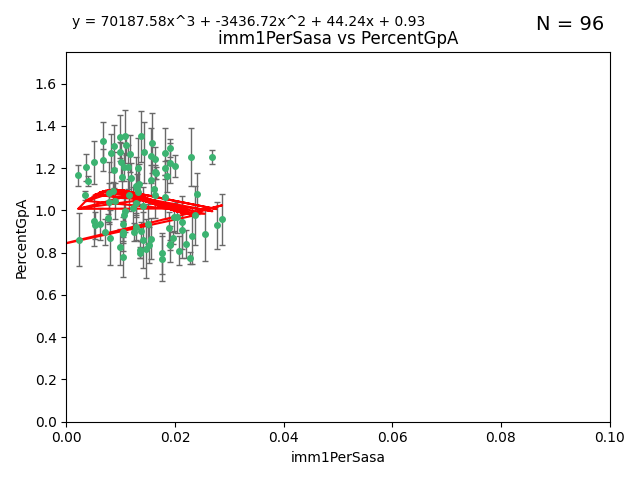 y = 70187.58x^3 + -3436.72x^2 + 44.24x + 0.93
N = 96
imm1PerSasa vs PercentGpA
1.6
1.4
1.2
1.0
0.8
0.6
0.4
0.2
0.0
PercentGpA
0.00 0.02 0.04 0.06 0.08 0.10
imm1PerSasa